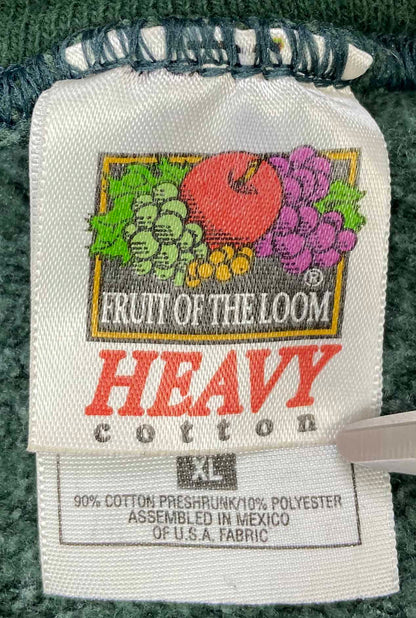 FRUIT OF THE LOOM ®
HEAVY
cotton
XL
90% COTTON PRESHRUNK/10% POLYESTER
ASSEMBLED IN MEXICO
OF U.S.A. FABRIC